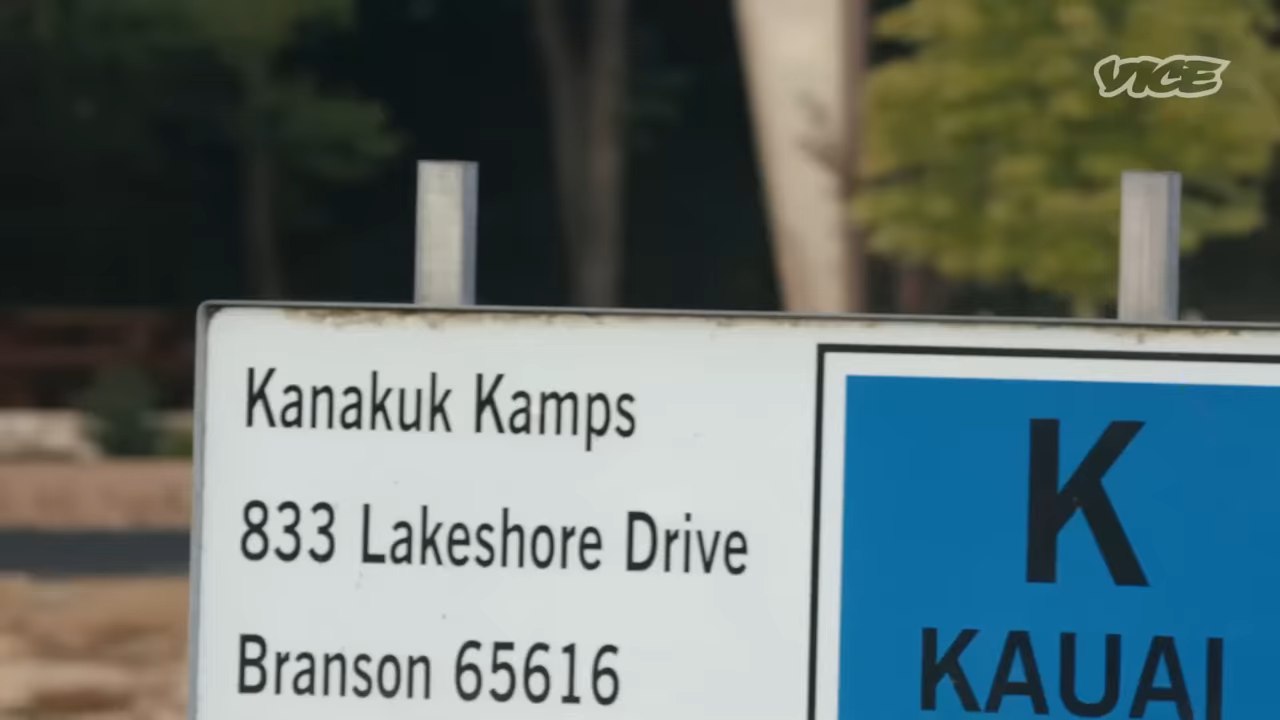 VICE
Kanakuk Kamps
833 Lakeshore Drive
Branson 65616
K
KAUAI